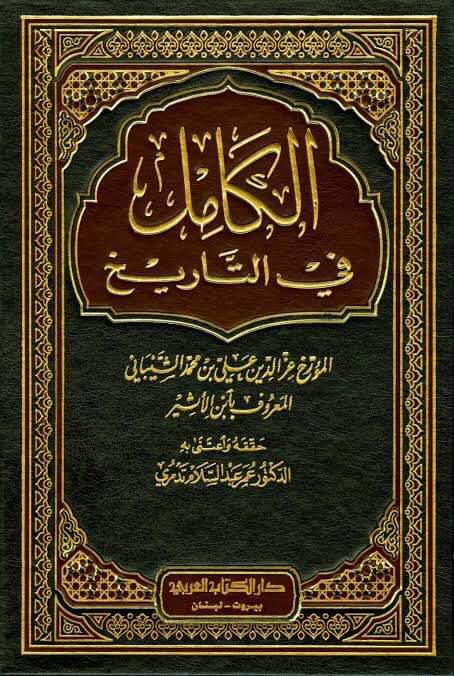 الكامل
في التاريخ
المؤرخ عز الدين علي بن محمد الشيباني
المعروف بابن الأثير
حققه واعتنى به
الدكتور عمر عبد السلام تدمري
دار الكتاب العربي
بيروت - لبنان